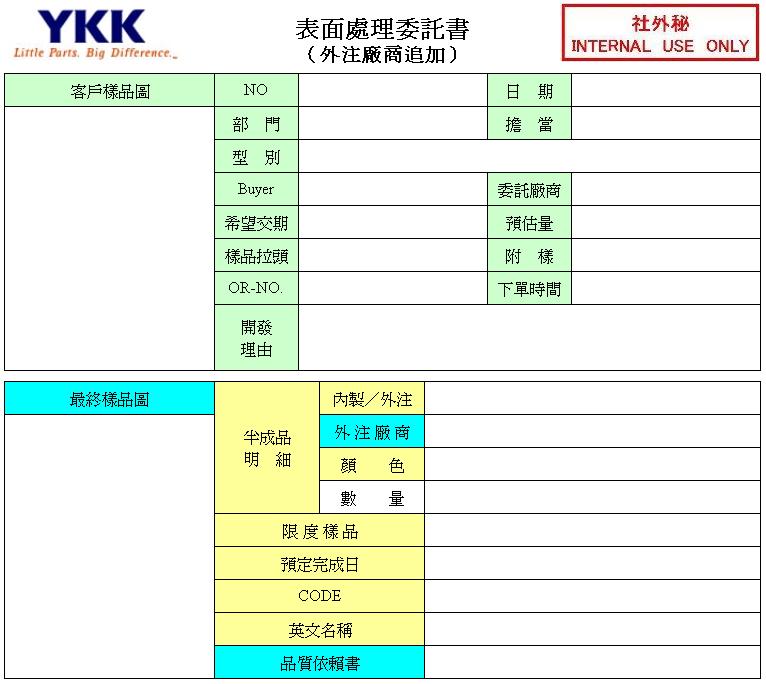 YKK
Little Parts. Big Difference.
表面處理委託書
（外注廠商追加）
社外秘
INTERNAL USE ONLY
客戶樣品圖
NO
日 期
部 門
擔 當
型 別
Buyer
委託廠商
希望交期
預估量
樣品拉頭
附 樣
OR-NO.
下單時間
開發
理由
最終樣品圖
半成品
明 細
內製／外注
外注廠商
顏 色
數 量
限度樣品
預定完成日
CODE
英文名稱
品質依賴書